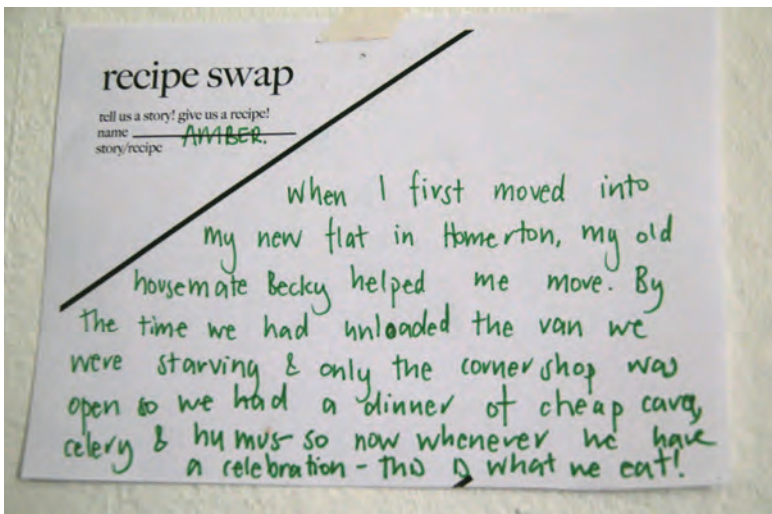 recipe swap
tell us a story! give us a recipe!
name AMBER.
story/recipe
When I first moved into
my new flat in Homerton, my old
housemate Becky helped me move. By
the time we had unloaded the van we
were starving & only the corner shop was
open so we had a dinner of cheap cava,
celery & humus so now whenever we have
a celebration - this is what we eat!